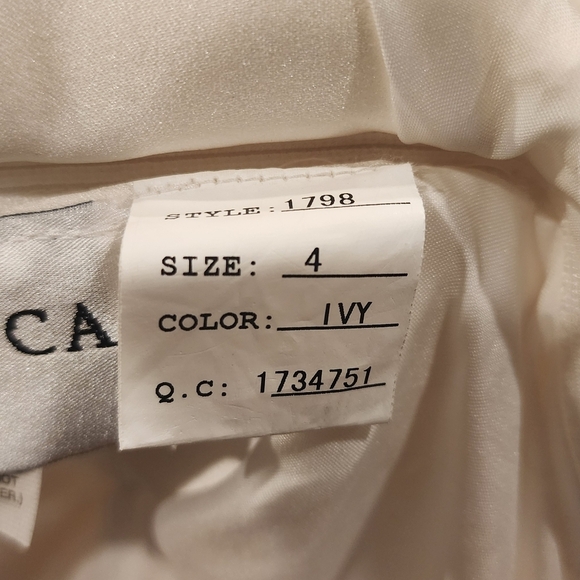 STYLE: 1798
SIZE: 4
COLOR: IVY
Q.C: 1734751
CA